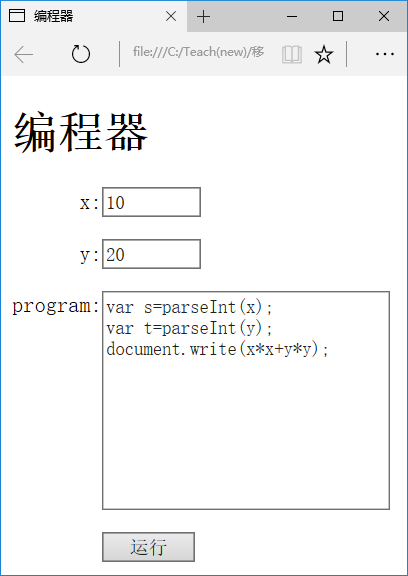 编程器
file:///C:/Teach(new)/移
编程器
x:
10
y:
20
program:
var s=parseInt(x);
var t=parseInt(y);
document.write(x*x+y*y);
运行